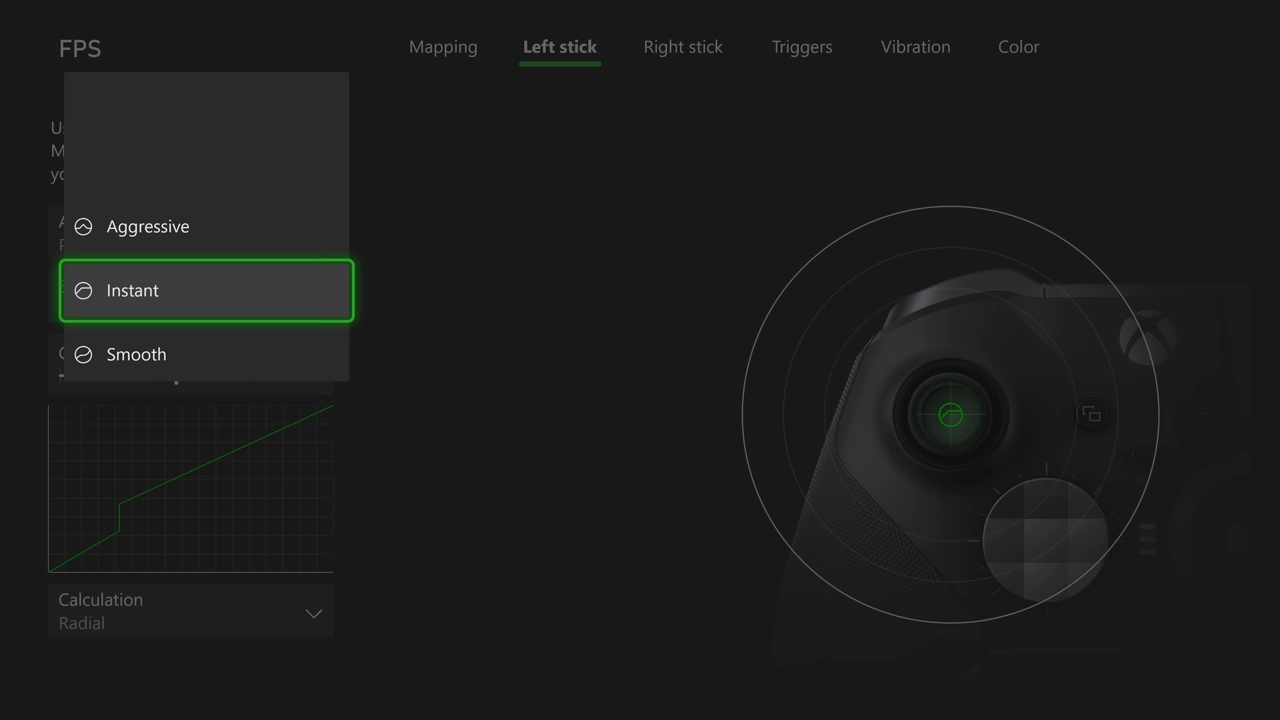 FPS
Mapping
Left stick
Right stick
Triggers
Vibration
Color
Aggressive
Instant
Smooth
Calculation
Radial